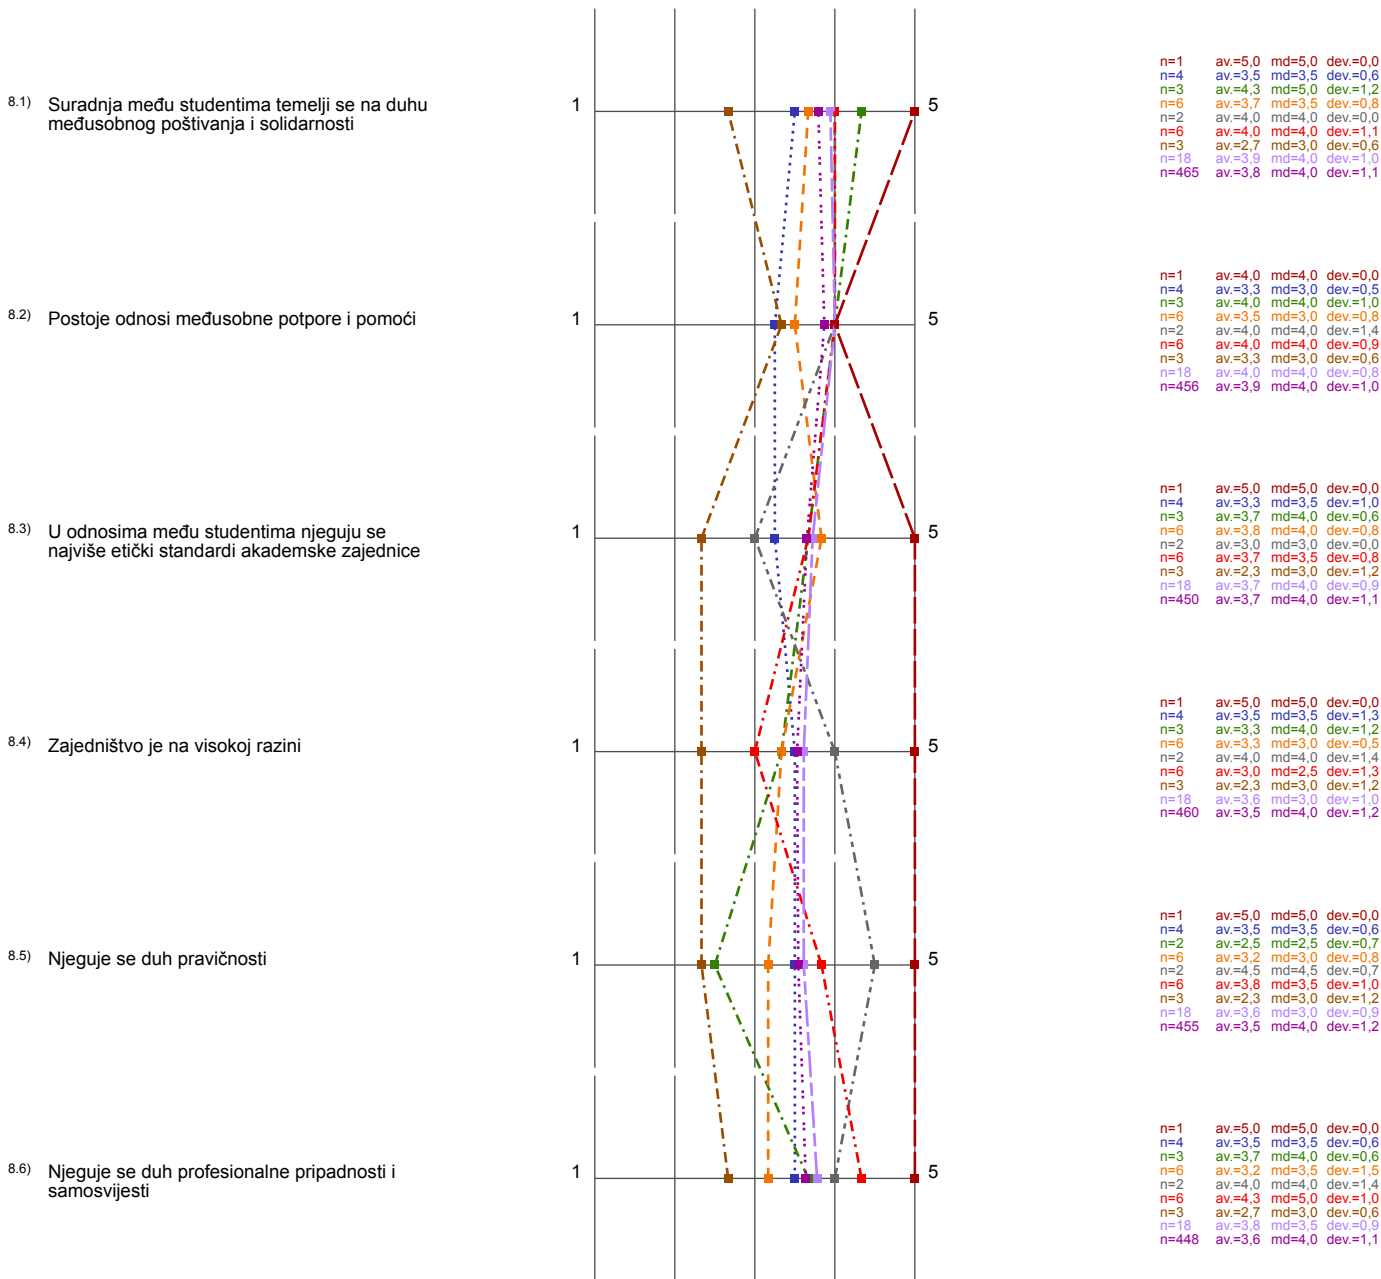 8.1) Suradnja među studentima temelji se na duhu
međusobnog poštivanja i solidarnosti
1 5
n=1 av.=5,0 md=5,0 dev.=0,0
n=4 av.=3,5 md=3,5 dev.=0,6
n=3 av.=4,3 md=5,0 dev.=1,2
n=6 av.=3,7 md=3,5 dev.=0,8
n=2 av.=4,0 md=4,0 dev.=0,0
n=6 av.=4,0 md=4,0 dev.=1,1
n=3 av.=2,7 md=3,0 dev.=0,6
n=18 av.=3,9 md=4,0 dev.=1,0
n=465 av.=3,8 md=4,0 dev.=1,1
8.2) Postoje odnosi međusobne potpore i pomoći
1 5
n=1 av.=4,0 md=4,0 dev.=0,0
n=4 av.=3,3 md=3,0 dev.=0,5
n=3 av.=4,0 md=4,0 dev.=1,0
n=6 av.=3,5 md=3,0 dev.=0,8
n=2 av.=4,0 md=4,0 dev.=1,4
n=6 av.=4,0 md=4,0 dev.=0,9
n=3 av.=3,3 md=3,0 dev.=0,6
n=18 av.=4,0 md=4,0 dev.=0,8
n=456 av.=3,9 md=4,0 dev.=1,0
8.3) U odnosima među studentima njeguju se
najviše etički standardi akademske zajednice
1 5
n=1 av.=5,0 md=5,0 dev.=0,0
n=4 av.=3,3 md=3,5 dev.=1,0
n=3 av.=3,7 md=4,0 dev.=0,6
n=6 av.=3,8 md=4,0 dev.=0,8
n=2 av.=3,0 md=3,0 dev.=0,0
n=6 av.=3,7 md=3,5 dev.=0,8
n=3 av.=2,3 md=3,0 dev.=1,2
n=18 av.=3,7 md=4,0 dev.=0,9
n=450 av.=3,7 md=4,0 dev.=1,1
8.4) Zajedništvo je na visokoj razini
1 5
n=1 av.=5,0 md=5,0 dev.=0,0
n=4 av.=3,5 md=3,5 dev.=1,3
n=3 av.=3,3 md=4,0 dev.=1,2
n=6 av.=3,3 md=3,0 dev.=0,5
n=2 av.=4,0 md=4,0 dev.=1,4
n=6 av.=3,0 md=2,5 dev.=1,3
n=3 av.=2,3 md=3,0 dev.=1,2
n=18 av.=3,6 md=3,0 dev.=1,0
n=460 av.=3,5 md=4,0 dev.=1,2
8.5) Njeguje se duh pravičnosti
1 5
n=1 av.=5,0 md=5,0 dev.=0,0
n=4 av.=3,5 md=3,5 dev.=0,6
n=2 av.=2,5 md=2,5 dev.=0,7
n=6 av.=3,2 md=3,0 dev.=0,8
n=2 av.=4,5 md=4,5 dev.=0,7
n=6 av.=3,8 md=3,5 dev.=1,0
n=3 av.=2,3 md=3,0 dev.=1,2
n=18 av.=3,6 md=3,0 dev.=0,9
n=455 av.=3,5 md=4,0 dev.=1,2
8.6) Njeguje se duh profesionalne pripadnosti i
samosvijesti
1 5
n=1 av.=5,0 md=5,0 dev.=0,0
n=4 av.=3,5 md=3,5 dev.=0,6
n=3 av.=3,7 md=4,0 dev.=0,6
n=6 av.=3,2 md=3,5 dev.=1,5
n=2 av.=4,0 md=4,0 dev.=1,4
n=6 av.=4,3 md=5,0 dev.=1,0
n=3 av.=2,7 md=3,0 dev.=0,6
n=18 av.=3,8 md=3,5 dev.=0,9
n=448 av.=3,6 md=4,0 dev.=1,1